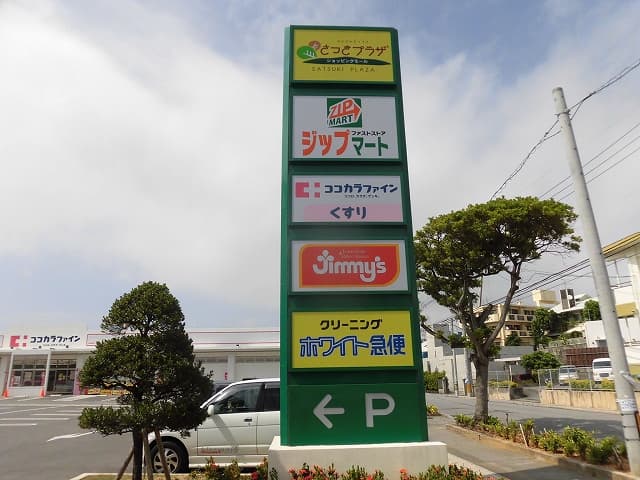 さつきプラザ
ショッピングモール
SATSUKI PLAZA
ZIP
MART
ファストストア
ジップマート
ココカラファイン
くすり
Jimmy's
クリーニング
ホワイト急便
P
ココカラファイン